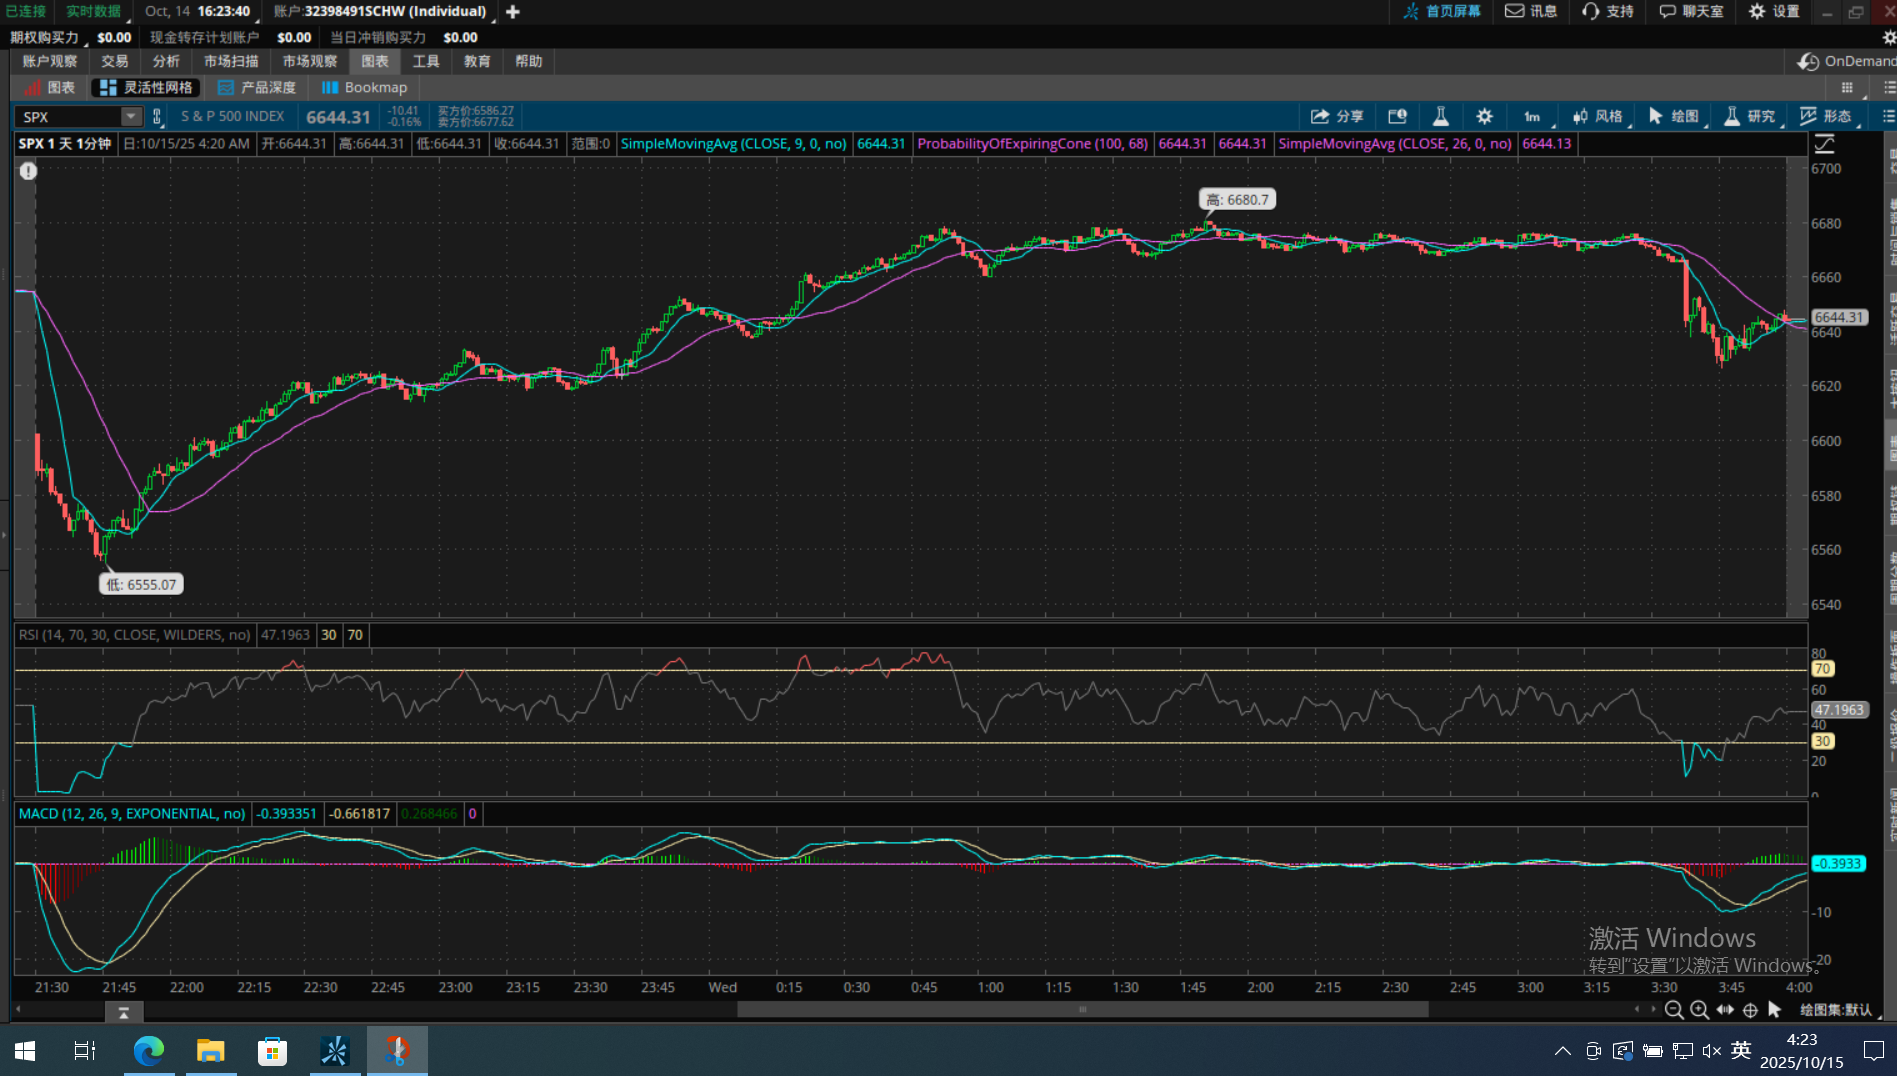 已连接 实时数据 Oct, 14 16:23:40 账户:32398491SCHW (Individual) 首页屏幕 讯息 支持 聊天室 设置
期权购买力 $0.00 现金转存计划账户 $0.00 当日冲销购买力 $0.00
账户观察 交易 分析 市场扫描 市场观察 图表 工具 教育 帮助 OnDemand
图表 灵活性网格 产品深度 Bookmap
SPX S & P 500 INDEX 6644.31 -10.41 -0.16% 买方价:6586.27 卖方价:6677.62 分享 1m 风格 绘图 研究 形态
SPX 1 天 1分钟 日:10/15/25 4:20 AM 开:6644.31 高:6644.31 低:6644.31 收:6644.31 范围:0 SimpleMovingAvg (CLOSE, 9, 0, no) 6644.31 ProbabilityOfExpiringCone (100, 68) 6644.31 6644.31 SimpleMovingAvg (CLOSE, 26, 0, no) 6644.13
6700
高: 6680.7
6680
6660
6644.31
6640
6620
6600
6580
6560
低: 6555.07
6540
RSI (14, 70, 30, CLOSE, WILDERS, no) 47.1963 30 70
80
70
60
47.1963
40
30
20
0
MACD (12, 26, 9, EXPONENTIAL, no) -0.393351 -0.661817 0.268466 0
-0.3933
-10
激活 Windows
转到"设置"以激活 Windows。
-20
21:30 21:45 22:00 22:15 22:30 22:45 23:00 23:15 23:30 23:45 Wed 0:15 0:30 0:45 1:00 1:15 1:30 1:45 2:00 2:15 2:30 2:45 3:00 3:15 3:30 3:45 4:00
绘图集:默认
英 4:23
2025/10/15